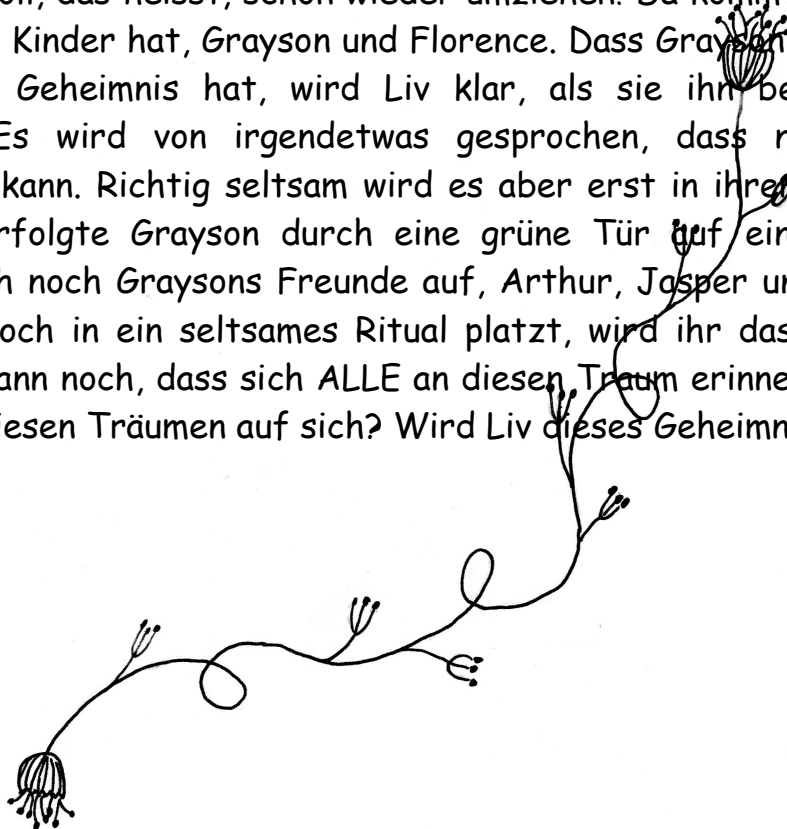 das heisst, schon wieder umziehen. Da
Kinder hat, Grayson und Florence. Dass Grayson
Geheimnis hat, wird Liv klar, als sie ihn be
Es wird von irgendetwas gesprochen, dass
kann. Richtig seltsam wird es aber erst in ihrem
rfolgte Grayson durch eine grüne Tür auf ein
h noch Graysons Freunde auf, Arthur, Jasper un
och in ein seltsames Ritual platzt, wird ihr das
ann noch, dass sich ALLE an diesen Traum erinne
iesen Träumen auf sich? Wird Liv dieses Geheimn